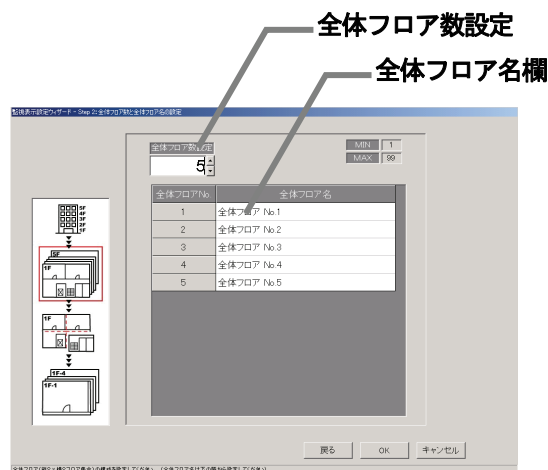 全体フロア数設定
全体フロア名欄
監視表示設定ウィザード - Step 2: 全体フロア数と全体フロア名の設定
全体フロア数設定
5
MIN 1
MAX 99
全体フロアNo 全体フロア名
1 全体フロア No.1
2 全体フロア No.2
3 全体フロア No.3
4 全体フロア No.4
5 全体フロア No.5
5F
4F
3F
2F
1F
5F
1F
1F
1F-4
1F-1
戻る OK キャンセル